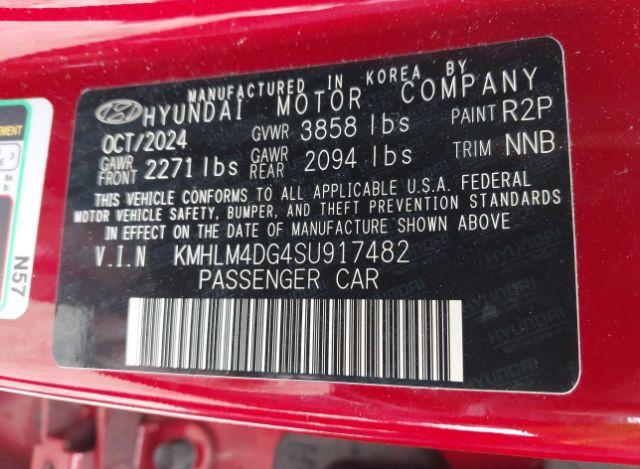 MANUFACTURED IN KOREA BY
HYUNDAI MOTOR COMPANY
OCT/2024 GVWR 3858 lbs PAINT R2P
GAWR FRONT 2271 lbs GAWR REAR 2094 lbs TRIM NNB
THIS VEHICLE CONFORMS TO ALL APPLICABLE U.S.A. FEDERAL
MOTOR VEHICLE SAFETY, BUMPER, AND THEFT PREVENTION STANDARDS
IN EFFECT ON THE DATE OF MANUFACTURE SHOWN ABOVE
V.I.N KMHLM4DG4SU917482
PASSENGER CAR
N57